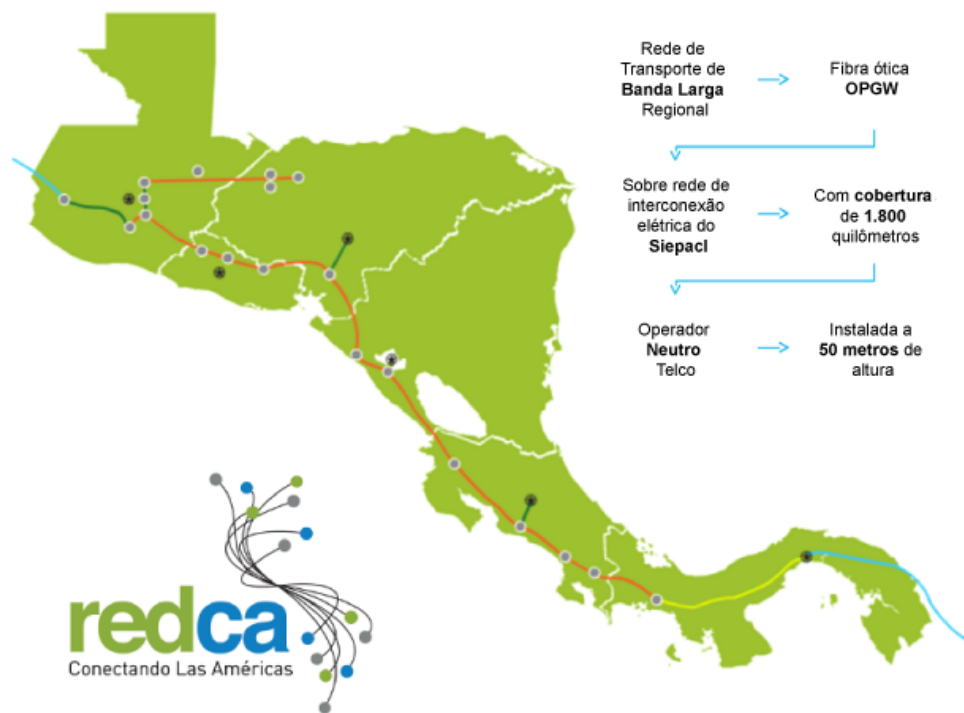 Rede de
Transporte de
Banda Larga
Regional
Fibra ótica
OPGW
Sobre rede de
interconexão
elétrica do
Siepacl
Com cobertura
de 1.800
quilômetros
Operador
Neutro
Telco
Instalada a
50 metros de
altura
redca
Conectando Las Américas